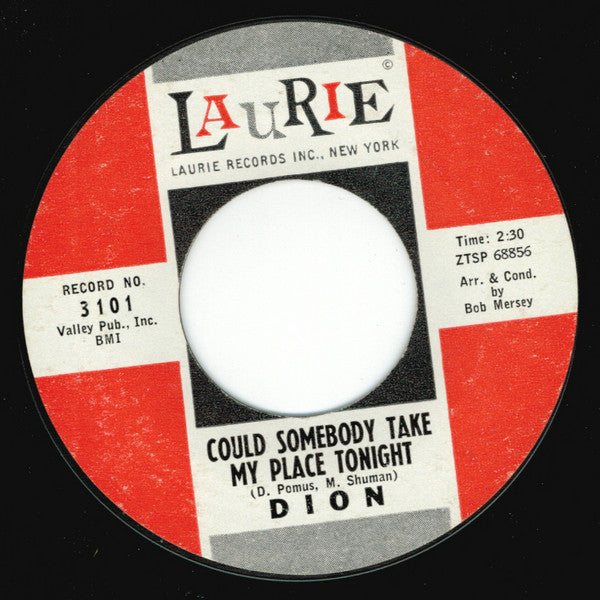 ©
LAURIE
LAURIE RECORDS INC., NEW YORK
RECORD NO.
3101
Valley Pub., Inc.
BMI
Time: 2:30
ZTSP 68856
Arr. & Cond.
by
Bob Mersey
COULD SOMEBODY TAKE
MY PLACE TONIGHT
(D. Pomus, M. Shuman)
DION